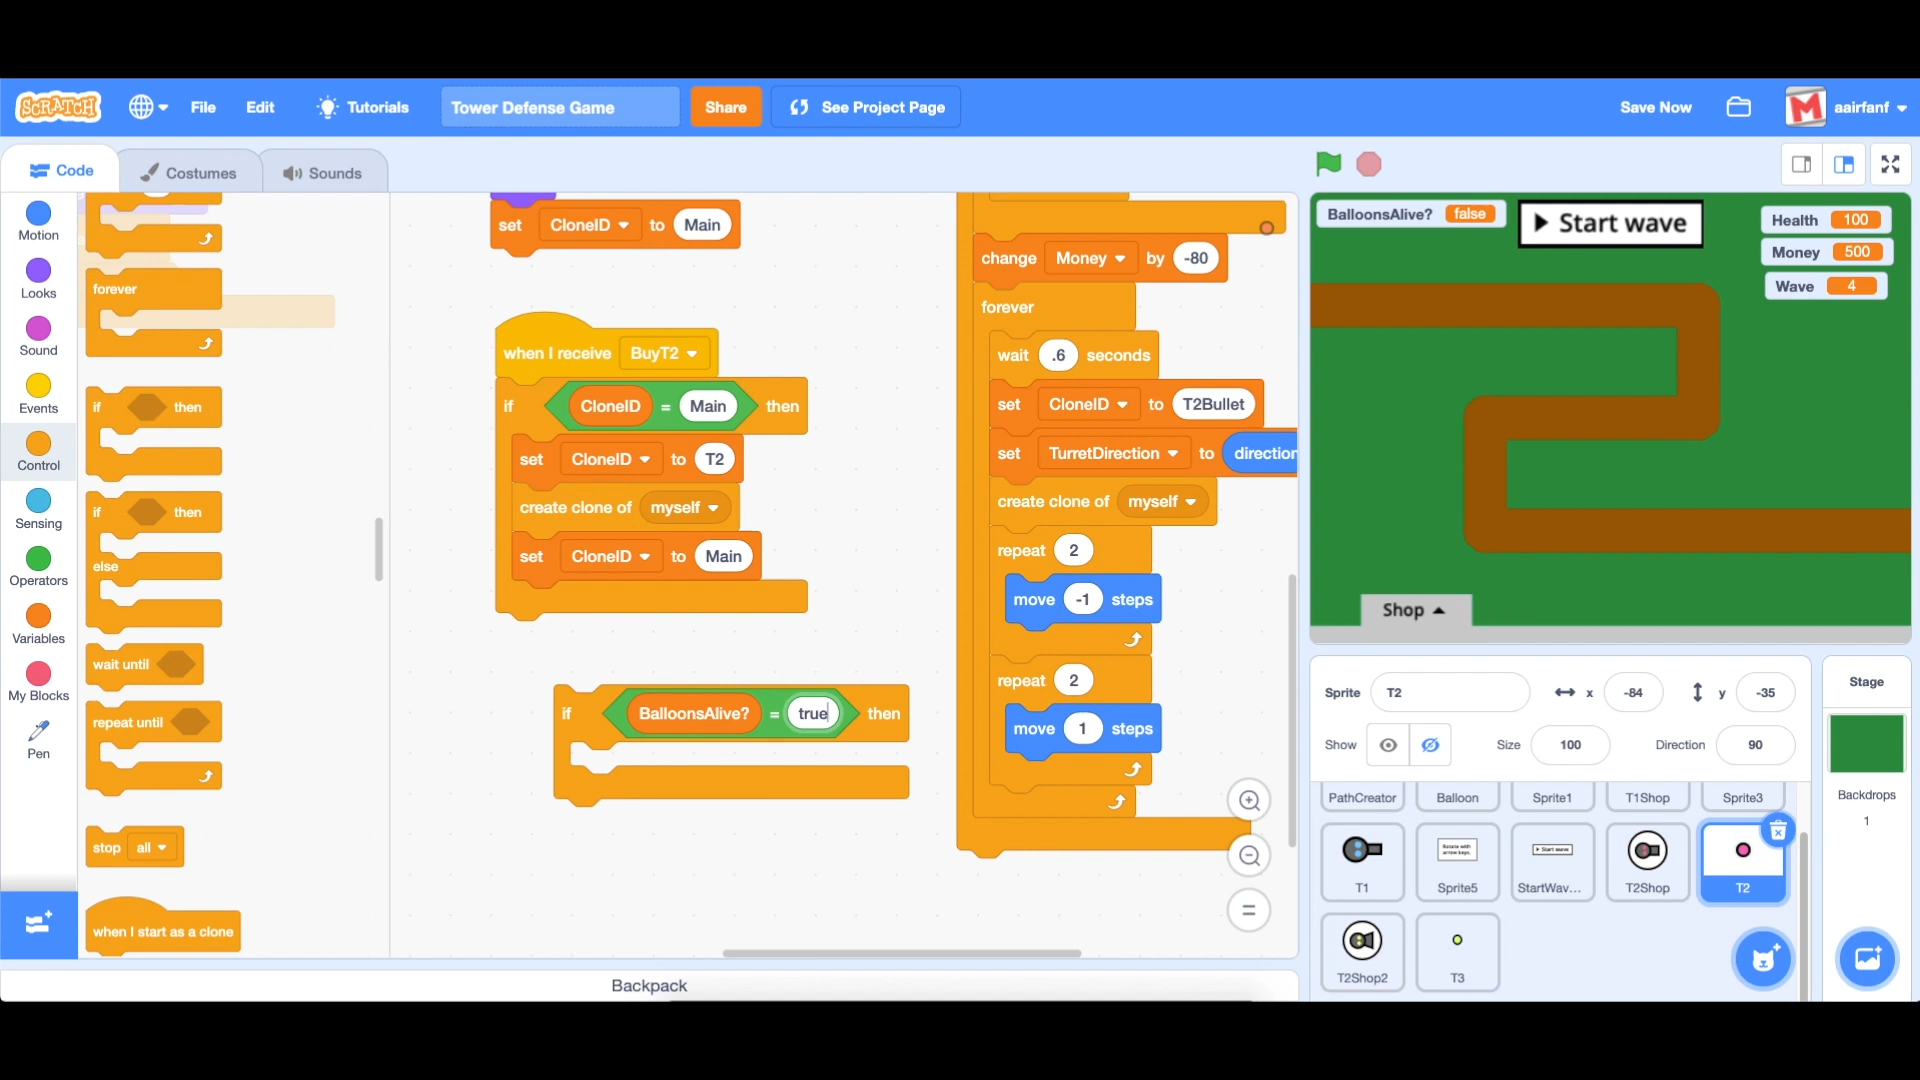 SCRATCH File Edit Tutorials Tower Defense Game Share See Project Page Save Now aairfanf
Code Costumes Sounds
Motion
Looks
Sound
Events
Control
Sensing
Operators
Variables
My Blocks
Pen
forever
if then
if then
else
wait until
repeat until
stop all
when I start as a clone
set CloneID to Main
when I receive BuyT2
if CloneID = Main then
set CloneID to T2
create clone of myself
set CloneID to Main
if BalloonsAlive? = true then
change Money by -80
forever
wait .6 seconds
set CloneID to T2Bullet
set TurretDirection to direction
create clone of myself
repeat 2
move -1 steps
repeat 2
move 1 steps
Backpack
BalloonsAlive? false
Start wave
Health 100
Money 500
Wave 4
Shop
Sprite T2 x -84 y -35
Show Size 100 Direction 90
PathCreator Balloon Sprite1 T1Shop Sprite3
Rotate with
arrow keys.
Start wave
T1 Sprite5 StartWav... T2Shop T2
T2Shop2 T3
Stage
Backdrops
1